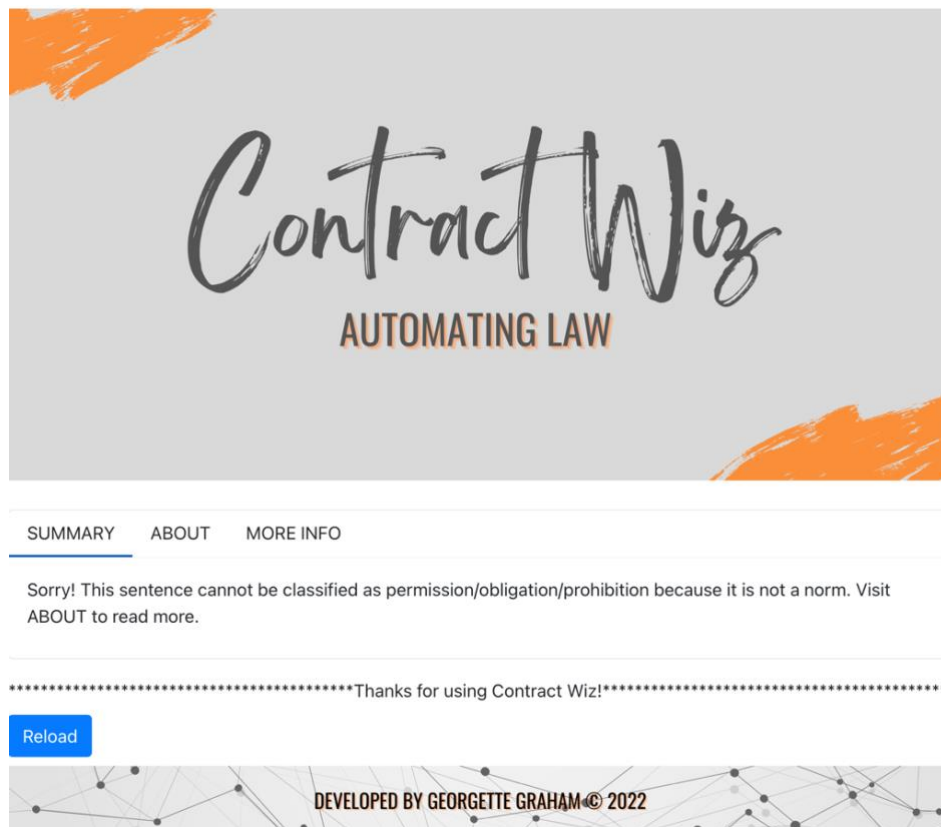 Contract Wiz
AUTOMATING LAW
SUMMARY ABOUT MORE INFO
Sorry! This sentence cannot be classified as permission/obligation/prohibition because it is not a norm. Visit
ABOUT to read more.
*******************************************Thanks for using Contract Wiz!******************************************
Reload
DEVELOPED BY GEORGETTE GRAHAM © 2022